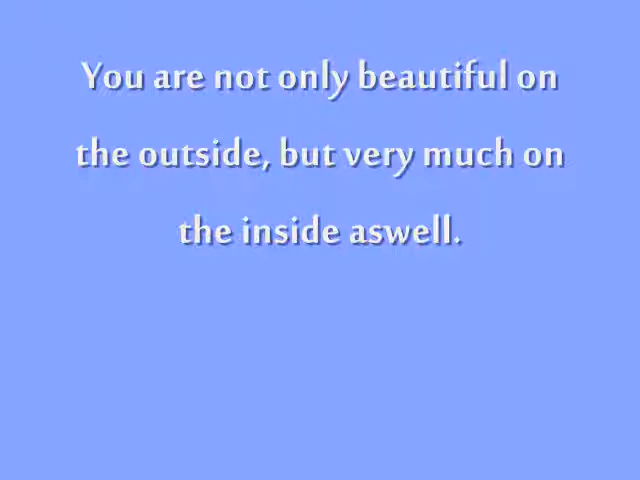 You are not only beautiful on
the outside, but very much on
the inside aswell.